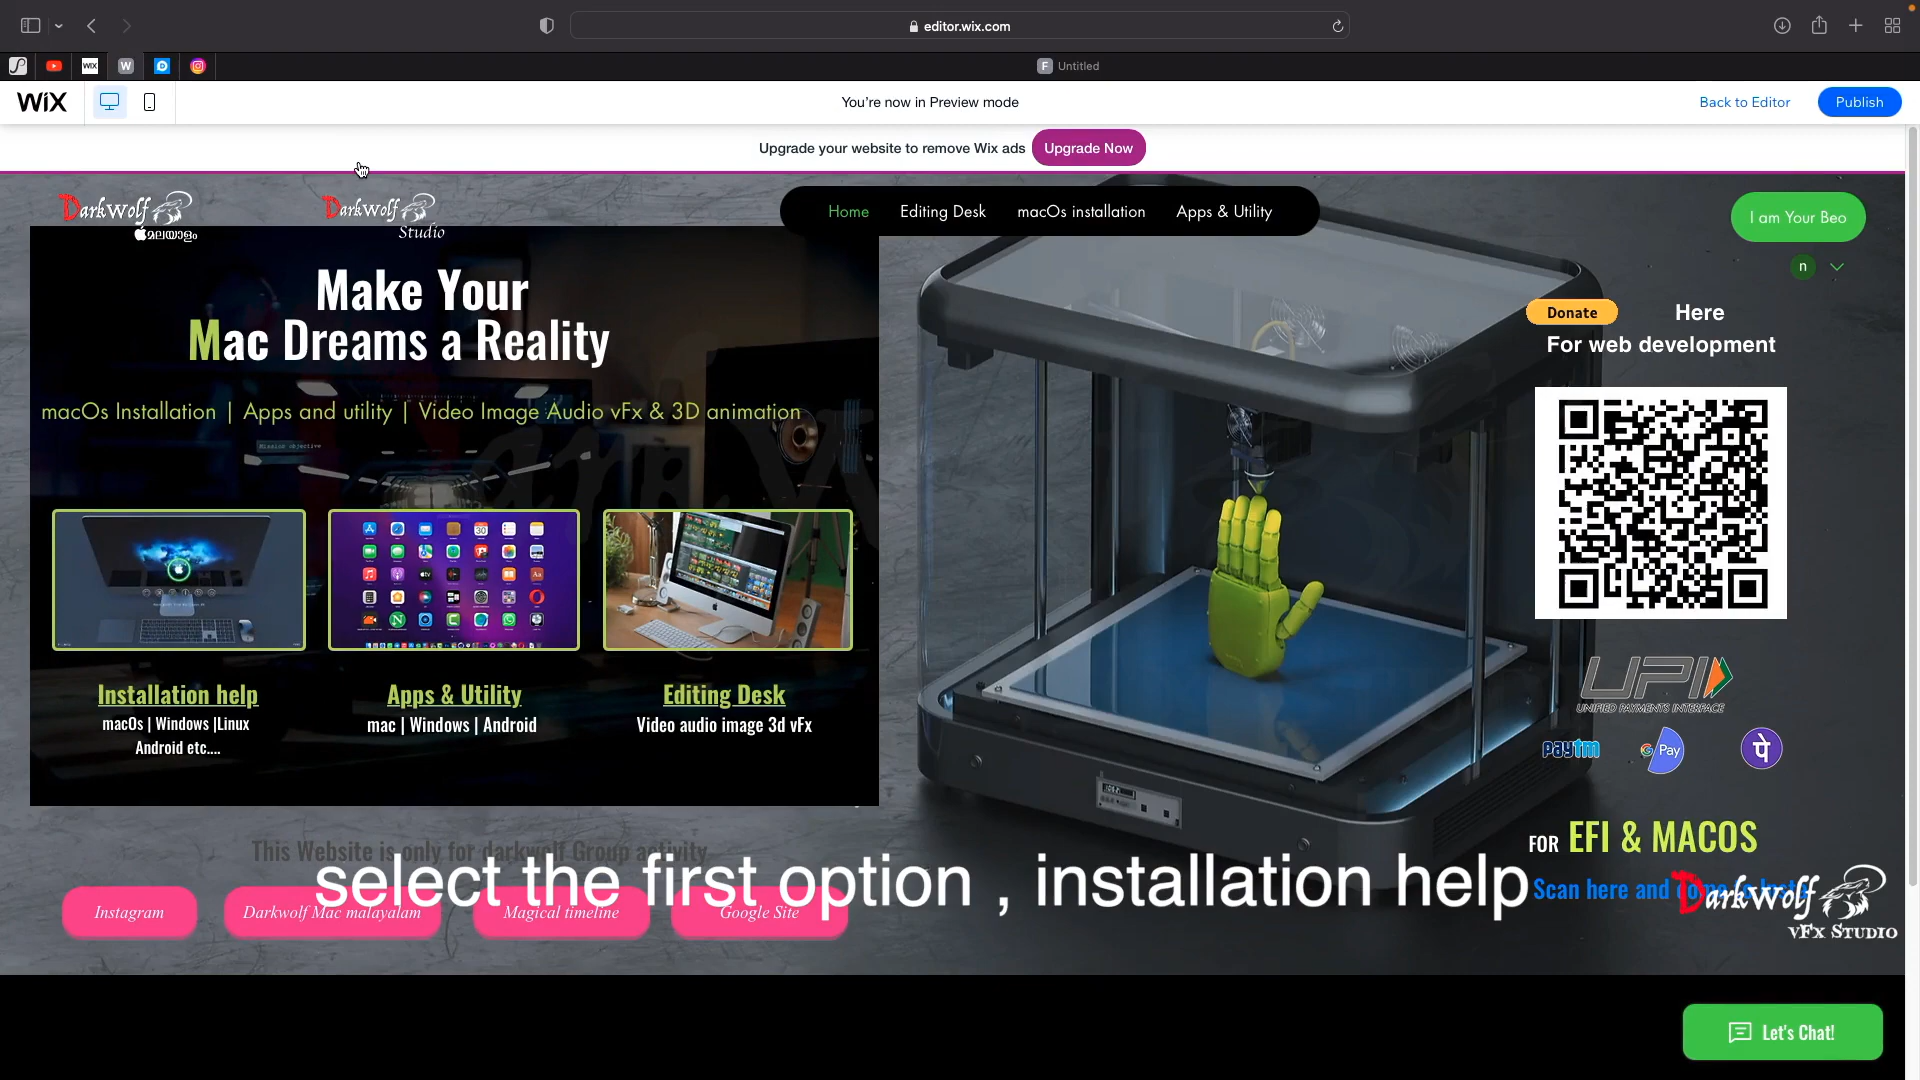 editor.wix.com
WIX
W
F Untitled
WIX
You're now in Preview mode
Back to Editor
Publish
Upgrade your website to remove Wix ads
Upgrade Now
Darkwolf
മലയാളം
Darkwolf
Studio
Home
Editing Desk
macOs installation
Apps & Utility
I am Your Beo
n
Make Your
Mac Dreams a Reality
macOs Installation | Apps and utility | Video Image Audio vFx & 3D animation
Mission objective
Donate
Here
For web development
Installation help
macOs | Windows |Linux
Android etc....
Apps & Utility
mac | Windows | Android
Editing Desk
Video audio image 3d vFx
UPI
UNIFIED PAYMENTS INTERFACE
paytm
G Pay
पे
FOR EFI & MACOS
Scan here and
This Website is only for darkwolf Group activity
select the first option , installation help
Instagram
Darkwolf Mac malayalam
Magical timeline
Google Site
Darkwolf
vFx Studio
Let's Chat!